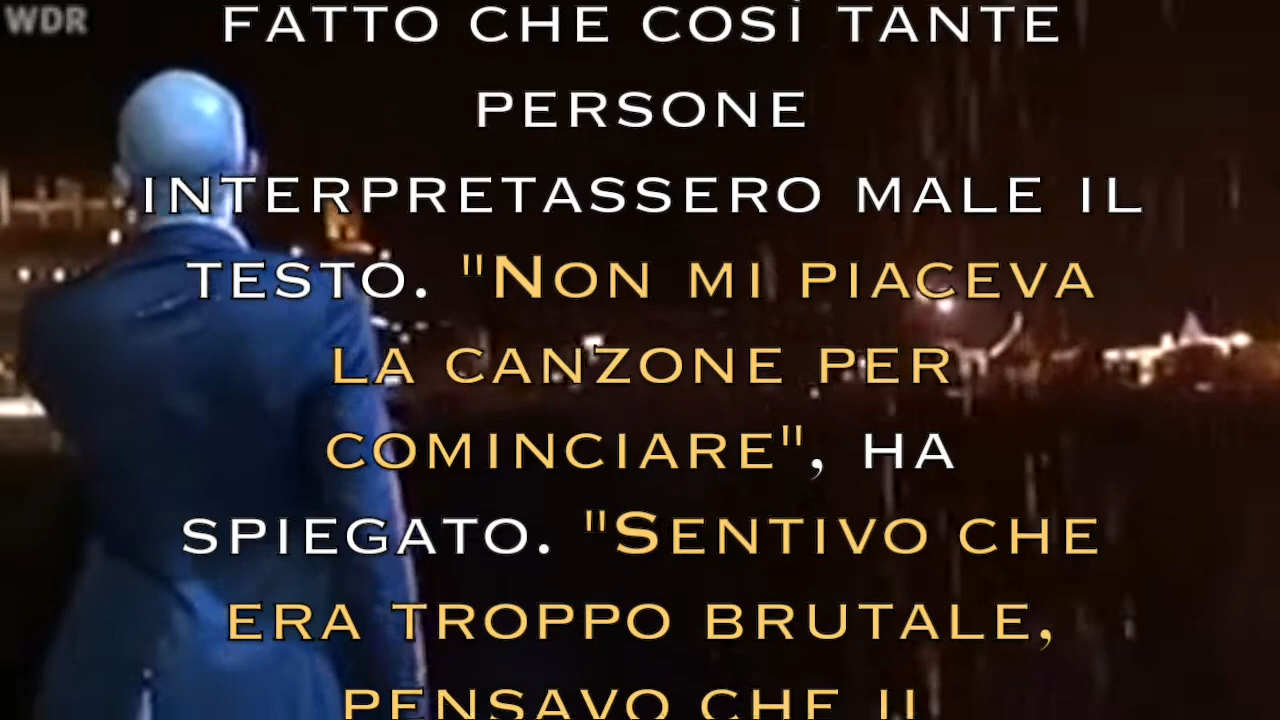 WDR
FATTO CHE COSÌ TANTE
PERSONE
INTERPRETASSERO MALE IL
TESTO. "NON MI PIACEVA
LA CANZONE PER
COMINCIARE", HA
SPIEGATO. "SENTIVO CHE
ERA TROPPO BRUTALE,
PENSAVO CHE IL